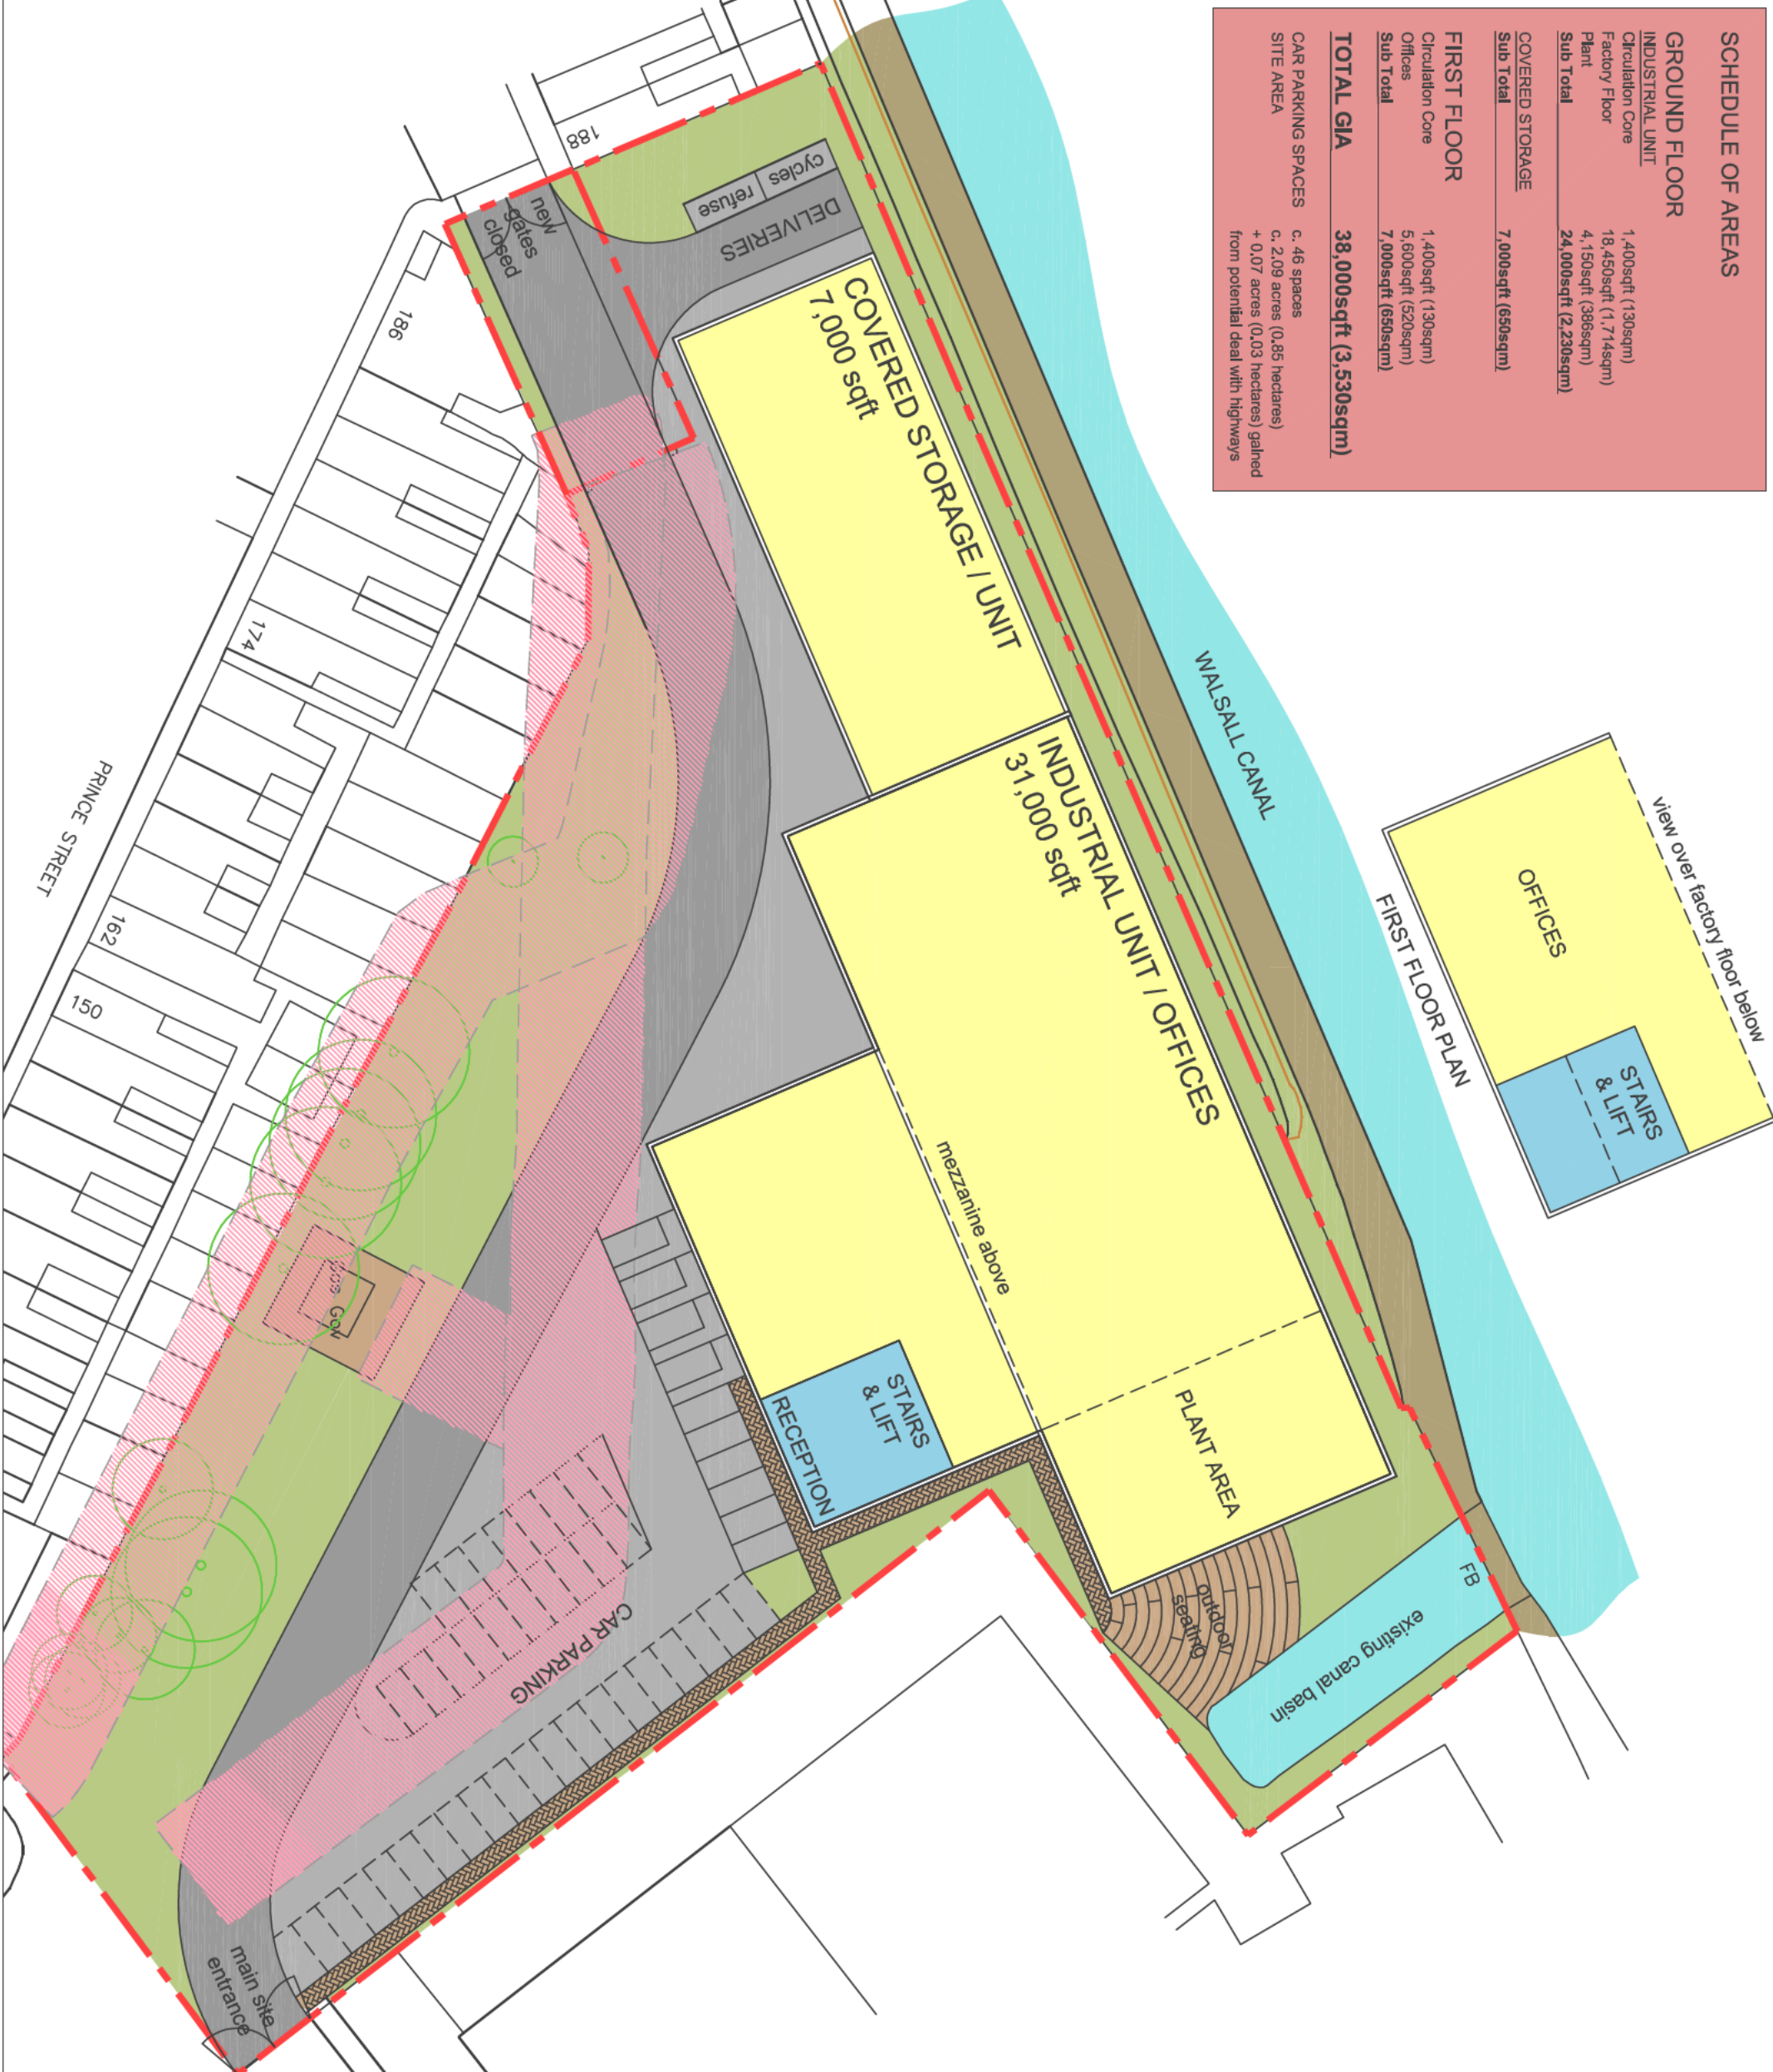 SCHEDULE OF AREAS
GROUND FLOOR
INDUSTRIAL UNIT
Circulation Core 1,400sqft (130sqm)
Factory Floor 18,450sqft (1,714sqm)
Plant 4,150sqft (386sqm)
Sub Total 24,000sqft (2,230sqm)
COVERED STORAGE
Sub Total 7,000sqft (650sqm)
FIRST FLOOR
Circulation Core 1,400sqft (130sqm)
Offices 5,600sqft (520sqm)
Sub Total 7,000sqft (650sqm)
TOTAL GIA 38,000sqft (3,530sqm)
CAR PARKING SPACES c. 46 spaces
SITE AREA c. 2.09 acres (0.85 hectares)
+ 0.07 acres (0.03 hectares) gained
from potential deal with highways
view over factory floor below
OFFICES
STAIRS
& LIFT
FIRST FLOOR PLAN
WALSALL CANAL
FB
existing canal basin
outdoor
seating
PLANT AREA
INDUSTRIAL UNIT / OFFICES
31,000 sqft
mezzanine above
STAIRS
& LIFT
RECEPTION
COVERED STORAGE / UNIT
7,000 sqft
cycles
refuse
DELIVERIES
new
gates
closed
188
186
174
162
150
PRINCE STREET
Gov
CAR PARKING
main site
entrance